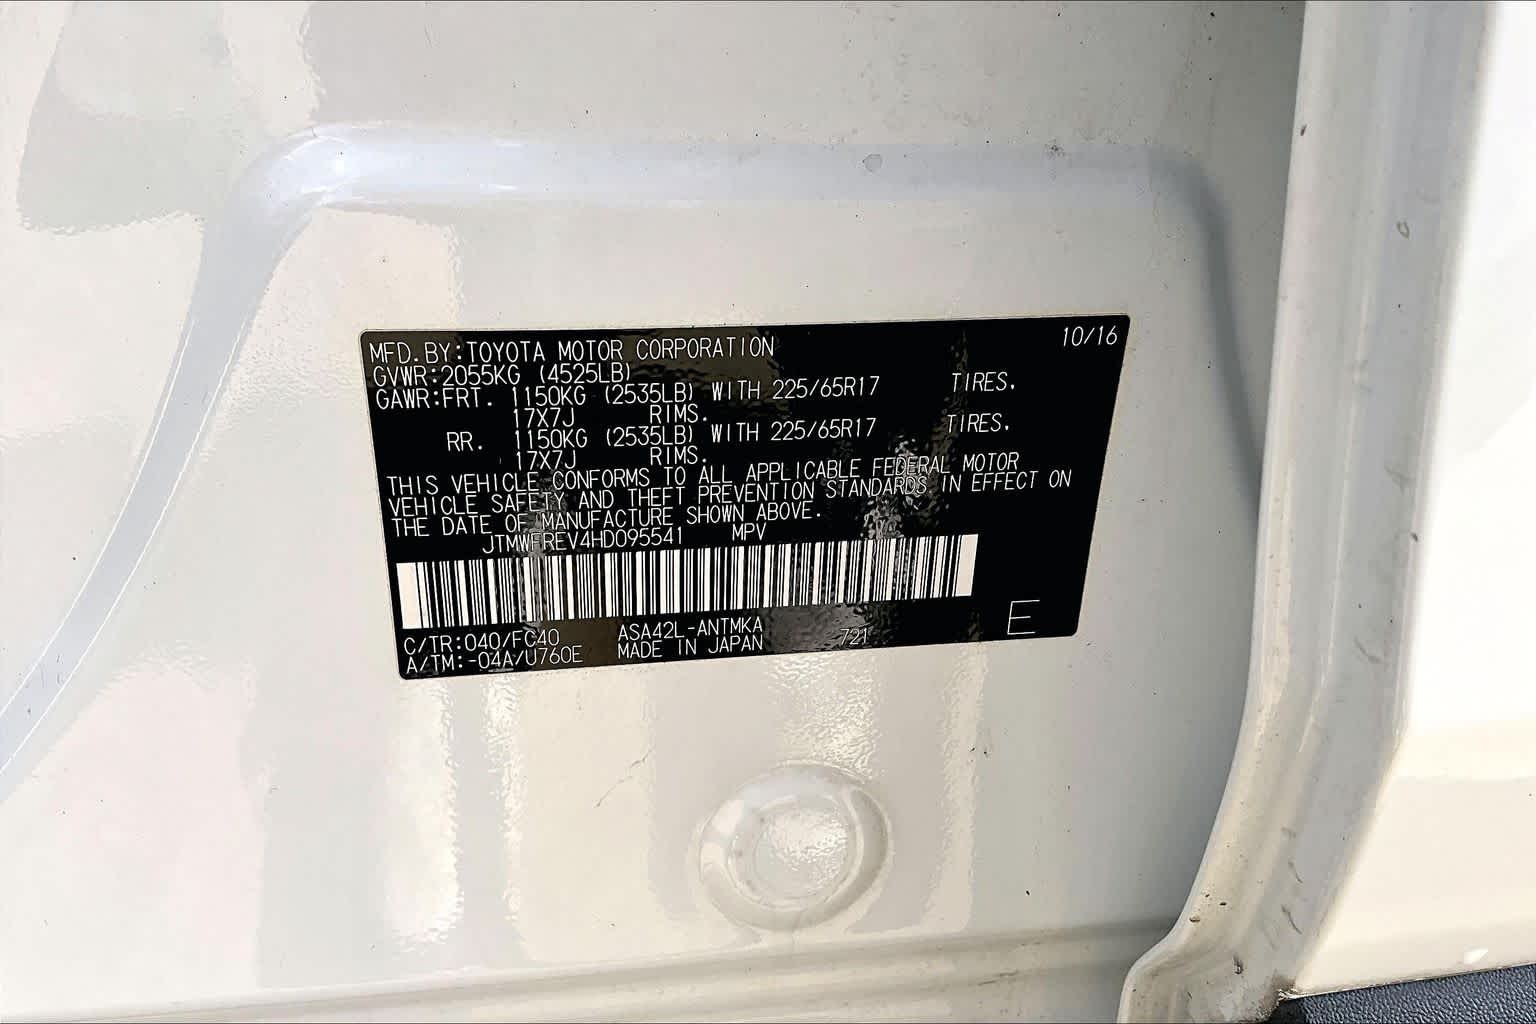 MFD.BY:TOYOTA MOTOR CORPORATION 10/16
GVWR:2055KG (4525LB)
GAWR:FRT. 1150KG (2535LB) WITH 225/65R17 TIRES.
17X7J RIMS.
RR. 1150KG (2535LB) WITH 225/65R17 TIRES.
17X7J RIMS.
THIS VEHICLE CONFORMS TO ALL APPLICABLE FEDERAL MOTOR
VEHICLE SAFETY AND THEFT PREVENTION STANDARDS IN EFFECT ON
THE DATE OF MANUFACTURE SHOWN ABOVE.
JTMWFREV4HD095541 MPV
C/TR:040/FC40 ASA42L-ANTMKA
A/TM:-04A/U760E MADE IN JAPAN 721 E